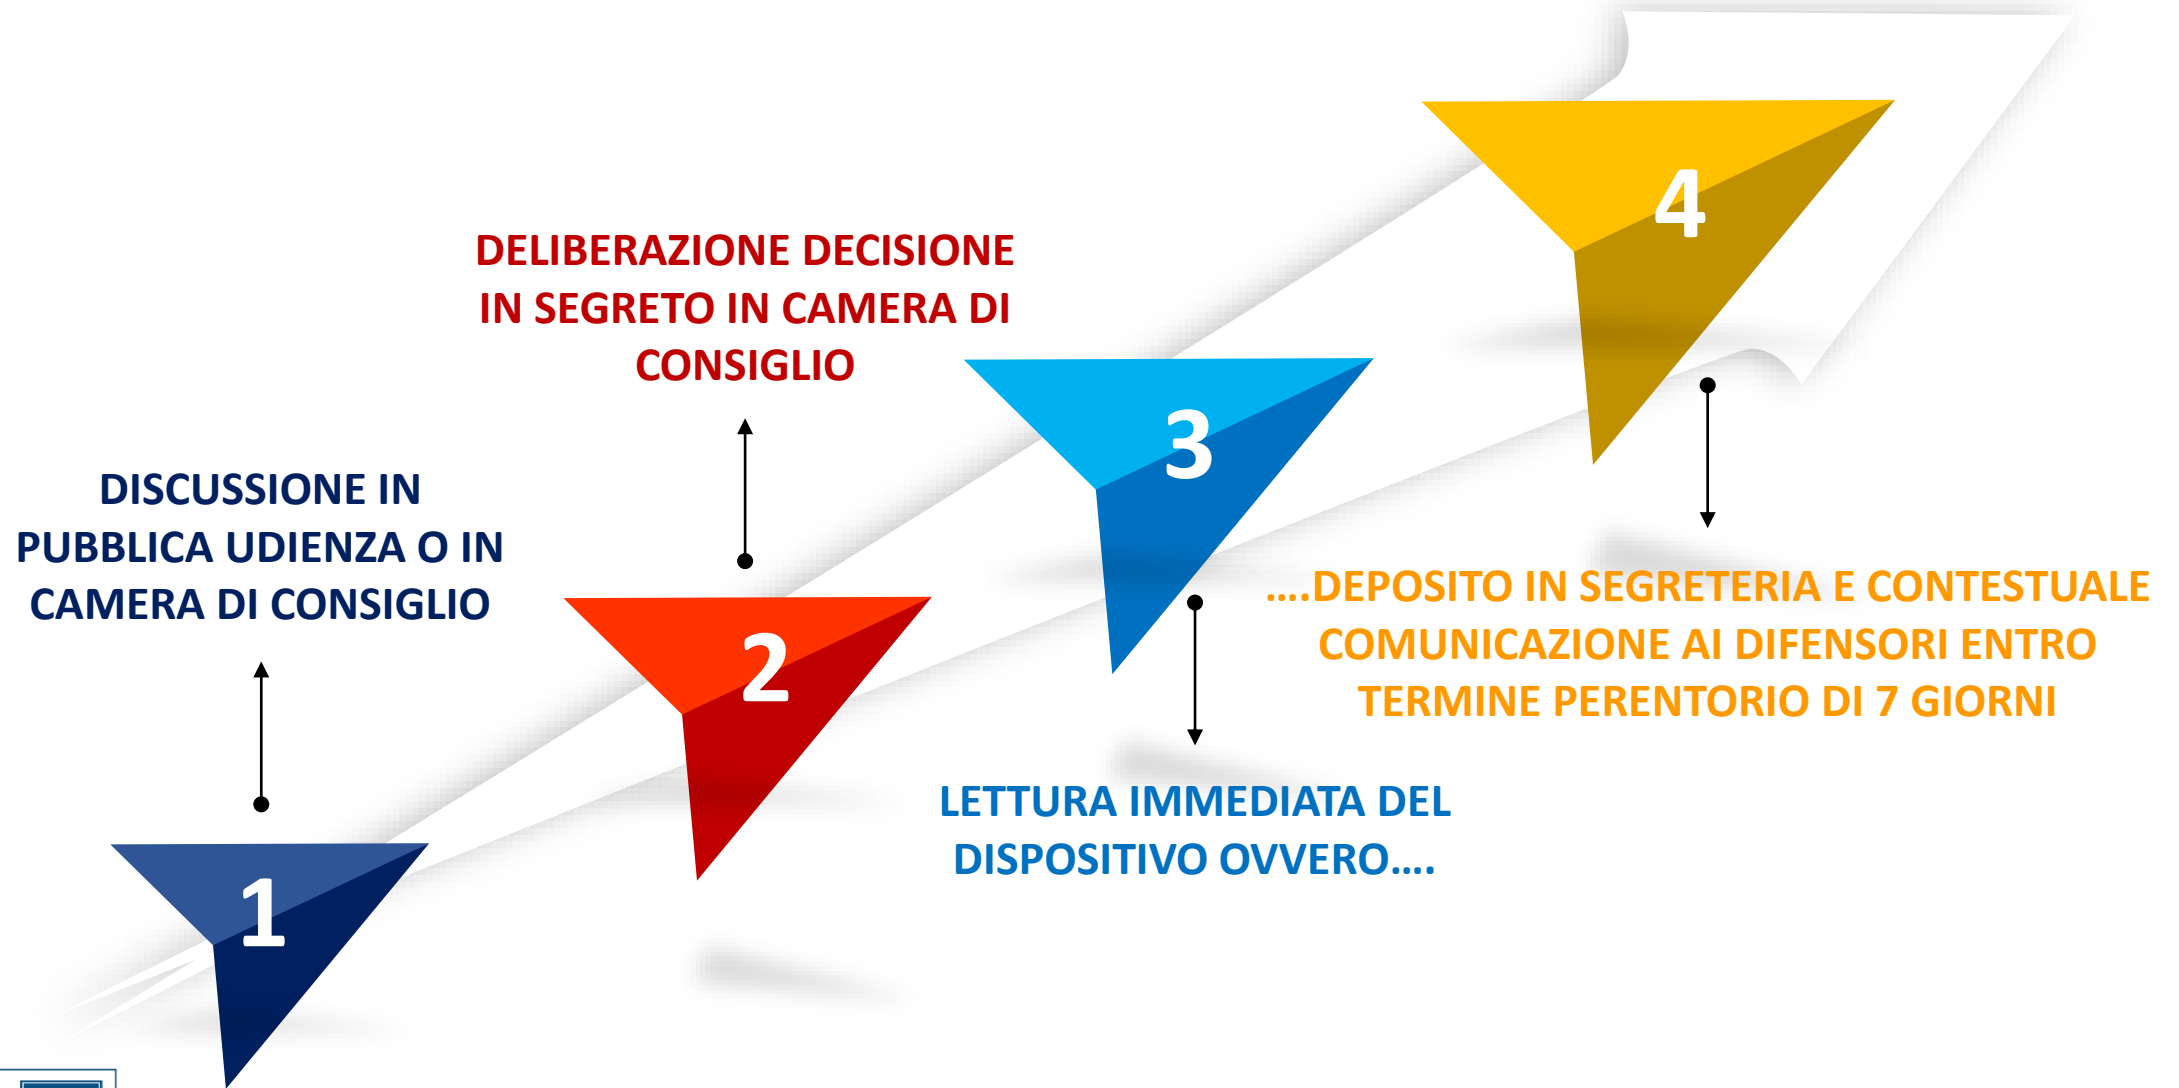 1
DISCUSSIONE IN
PUBBLICA UDIENZA O IN
CAMERA DI CONSIGLIO
2
DELIBERAZIONE DECISIONE
IN SEGRETO IN CAMERA DI
CONSIGLIO
3
LETTURA IMMEDIATA DEL
DISPOSITIVO OVVERO....
4
....DEPOSITO IN SEGRETERIA E CONTESTUALE
COMUNICAZIONE AI DIFENSORI ENTRO
TERMINE PERENTORIO DI 7 GIORNI